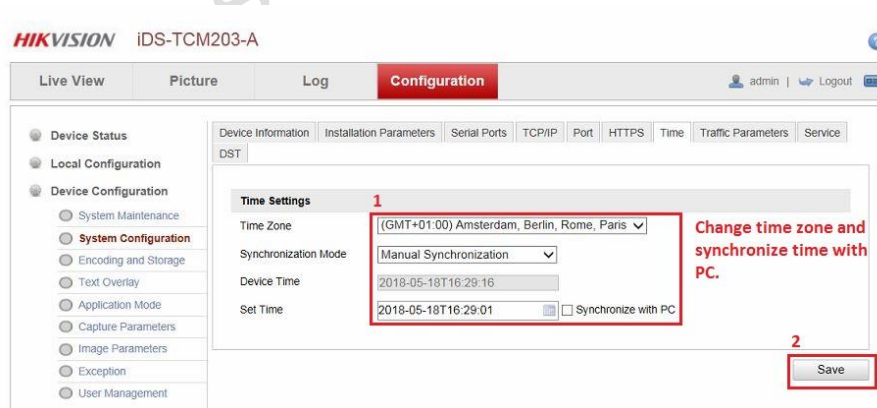 HIKVISION iDS-TCM203-A
Live View Picture Log Configuration admin | Logout
Device Status
Local Configuration
Device Configuration
System Maintenance
System Configuration
Encoding and Storage
Text Overlay
Application Mode
Capture Parameters
Image Parameters
Exception
User Management
Device Information Installation Parameters Serial Ports TCP/IP Port HTTPS Time Traffic Parameters Service
DST
Time Settings 1
Time Zone (GMT+01:00) Amsterdam, Berlin, Rome, Paris
Synchronization Mode Manual Synchronization
Device Time 2018-05-18T16:29:16
Set Time 2018-05-18T16:29:01 Synchronize with PC
Change time zone and
synchronize time with
PC.
2
Save